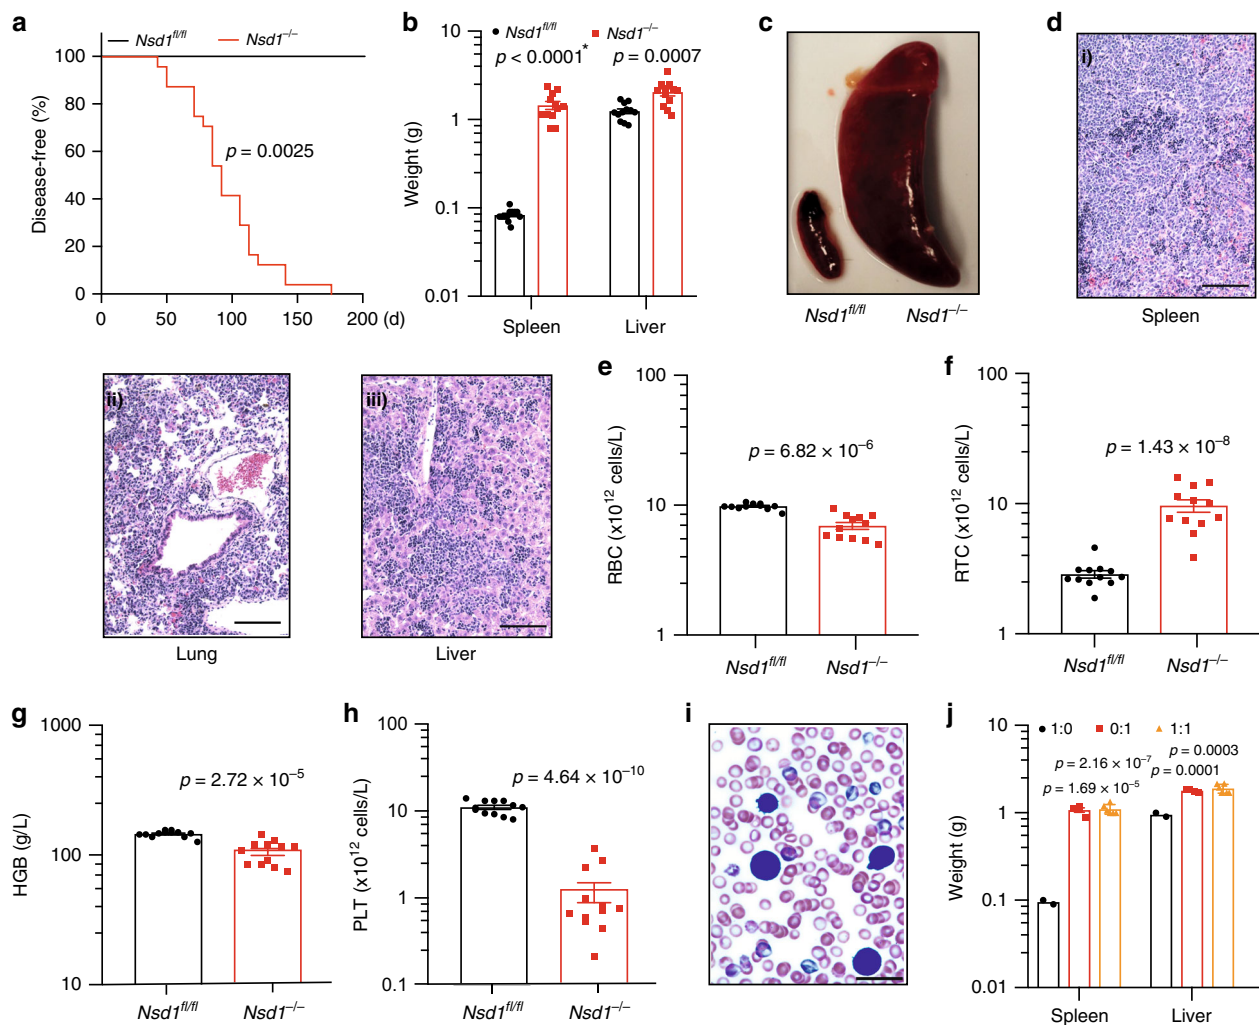 a
Nsd1fl/fl
Nsd1–/–
Disease-free (%)
100
80
60
40
20
0
p = 0.0025
0
50
100
150
200
(d)
b
Nsd1fl/fl
Nsd1–/–
p < 0.0001*
p = 0.0007
Weight (g)
10
1
0.1
0.01
Spleen
Liver
c
Nsd1fl/fl
Nsd1–/–
d
i)
Spleen
ii)
Lung
iii)
Liver
e
RBC (x10¹² cells/L)
100
10
1
p = 6.82 × 10⁻⁶
Nsd1fl/fl
Nsd1–/–
f
RTC (x10¹² cells/L)
100
10
1
p = 1.43 × 10⁻⁸
Nsd1fl/fl
Nsd1–/–
g
HGB (g/L)
1000
100
10
p = 2.72 × 10⁻⁵
Nsd1fl/fl
Nsd1–/–
h
PLT (x10¹² cells/L)
100
10
1
0.1
p = 4.64 × 10⁻¹⁰
Nsd1fl/fl
Nsd1–/–
i
j
1:0
0:1
1:1
p = 2.16 × 10⁻⁷
p = 0.0003
p = 0.0001
p = 1.69 × 10⁻⁵
Weight (g)
10
1
0.1
0.01
Spleen
Liver